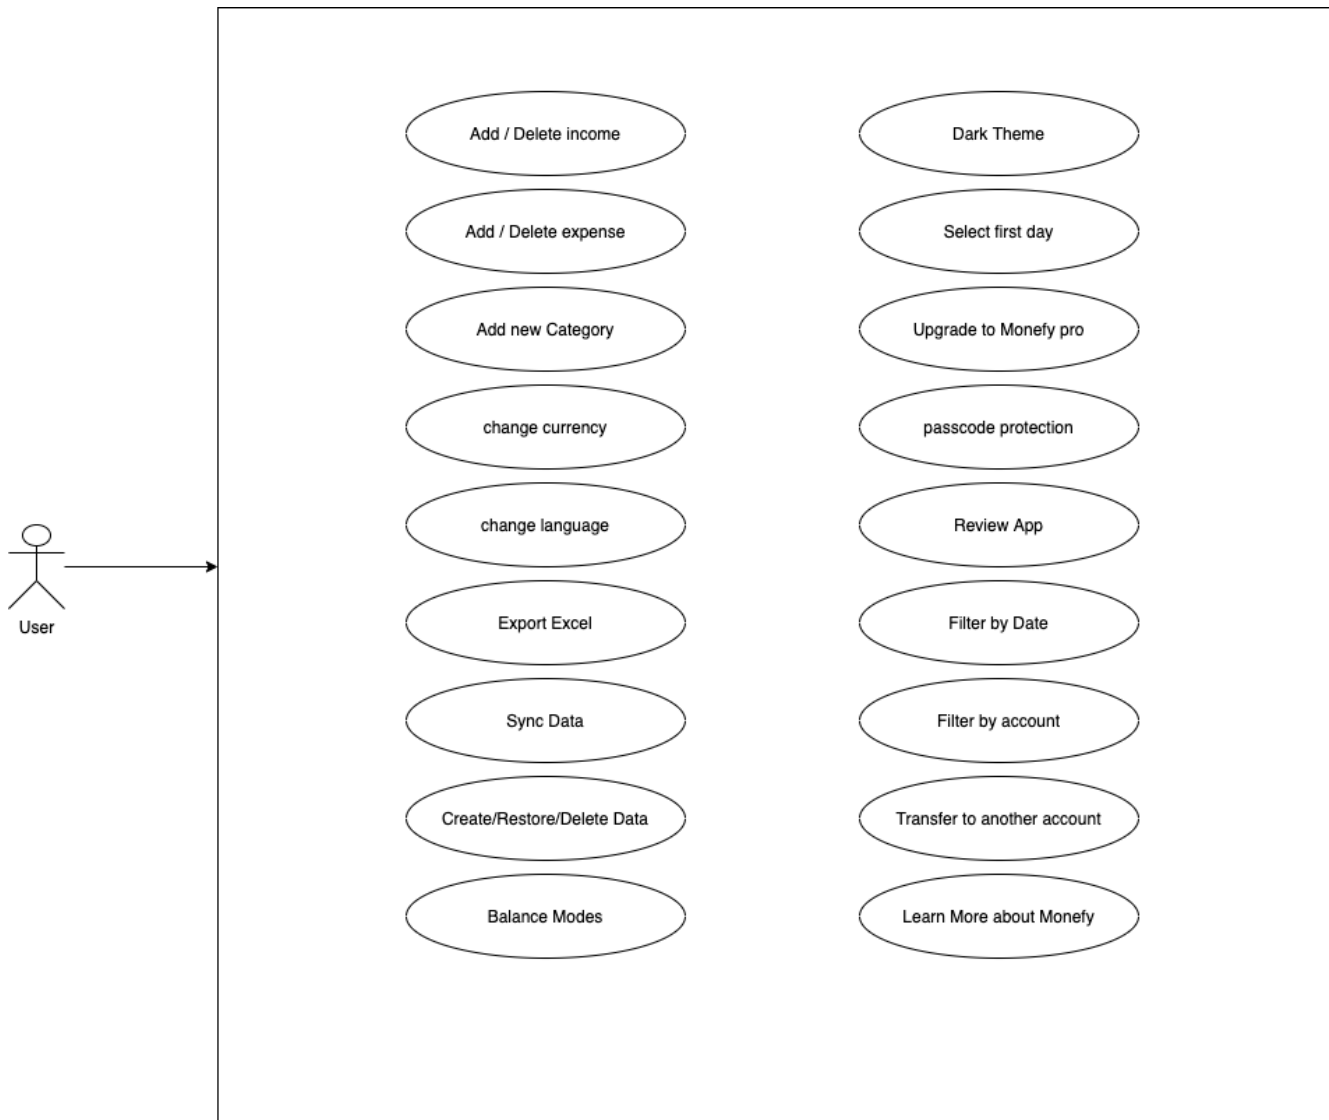 Add / Delete income
Add / Delete expense
Add new Category
change currency
change language
Export Excel
Sync Data
Create/Restore/Delete Data
Balance Modes
Dark Theme
Select first day
Upgrade to Monefy pro
passcode protection
Review App
Filter by Date
Filter by account
Transfer to another account
Learn More about Monefy
User